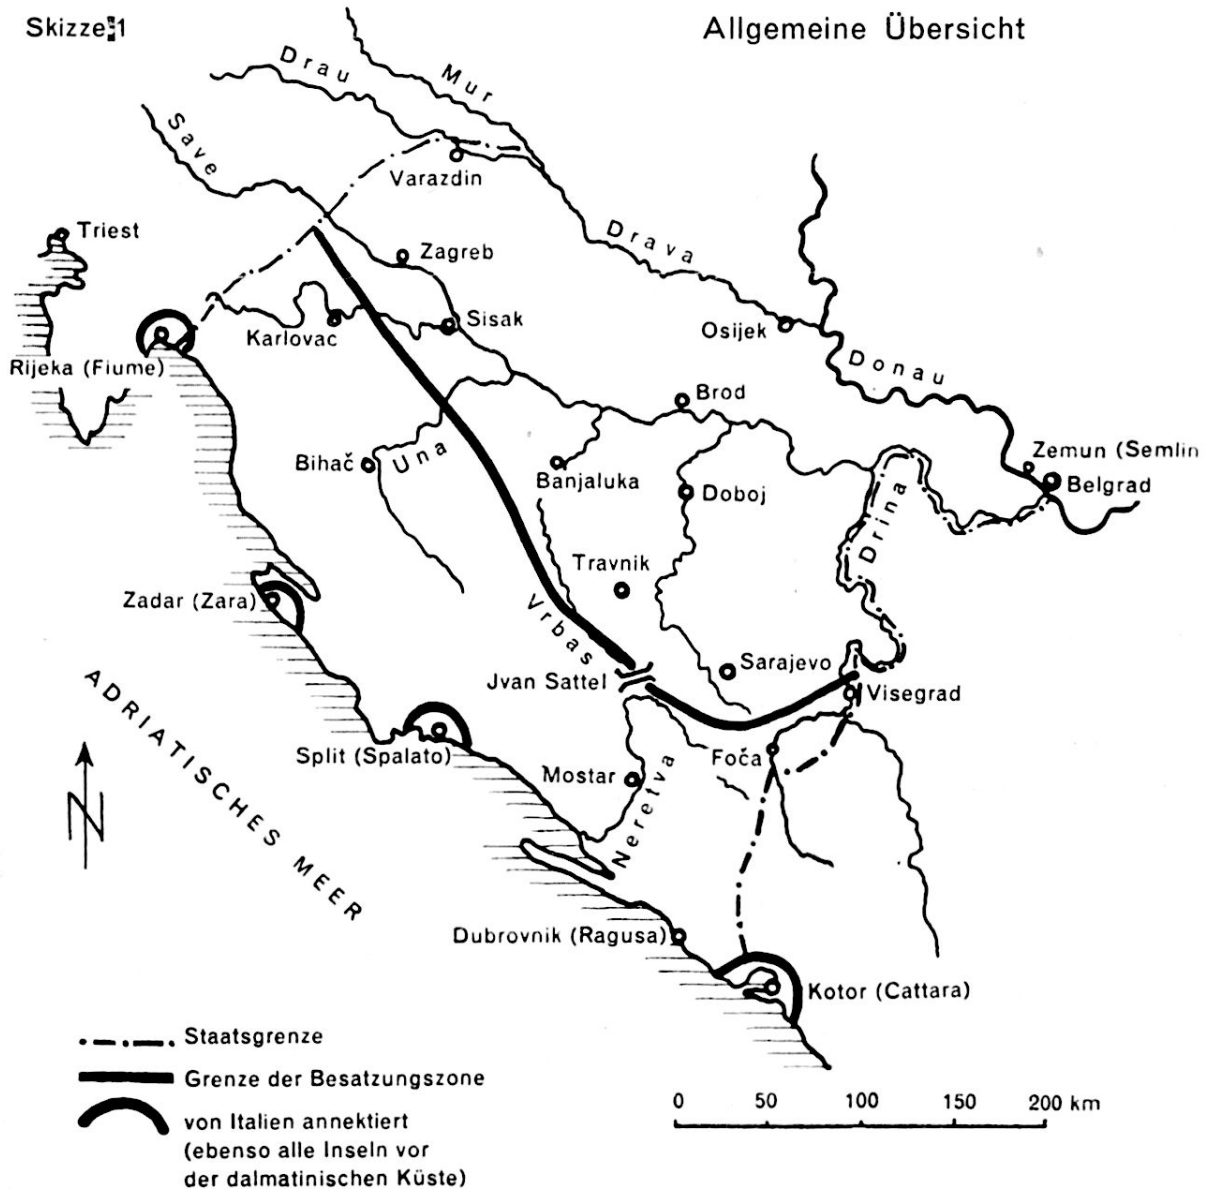 Skizze 1
Allgemeine Übersicht
Drau
Mur
Save
Varazdin
Triest
Zagreb
Drava
Karlovac
Sisak
Osijek
Rijeka (Fiume)
Donau
Brod
Zemun (Semlin
Bihač
Una
Banjaluka
Doboj
Drina
Belgrad
Travnik
Zadar (Zara)
Vrbas
Sarajevo
Jvan Sattel
Visegrad
ADRIATISCHES MEER
Split (Spalato)
Foča
Mostar
Neretva
N
Dubrovnik (Ragusa)
Kotor (Cattara)
Staatsgrenze
Grenze der Besatzungszone
von Italien annektiert
(ebenso alle Inseln vor
der dalmatinischen Küste)
0 50 100 150 200 km